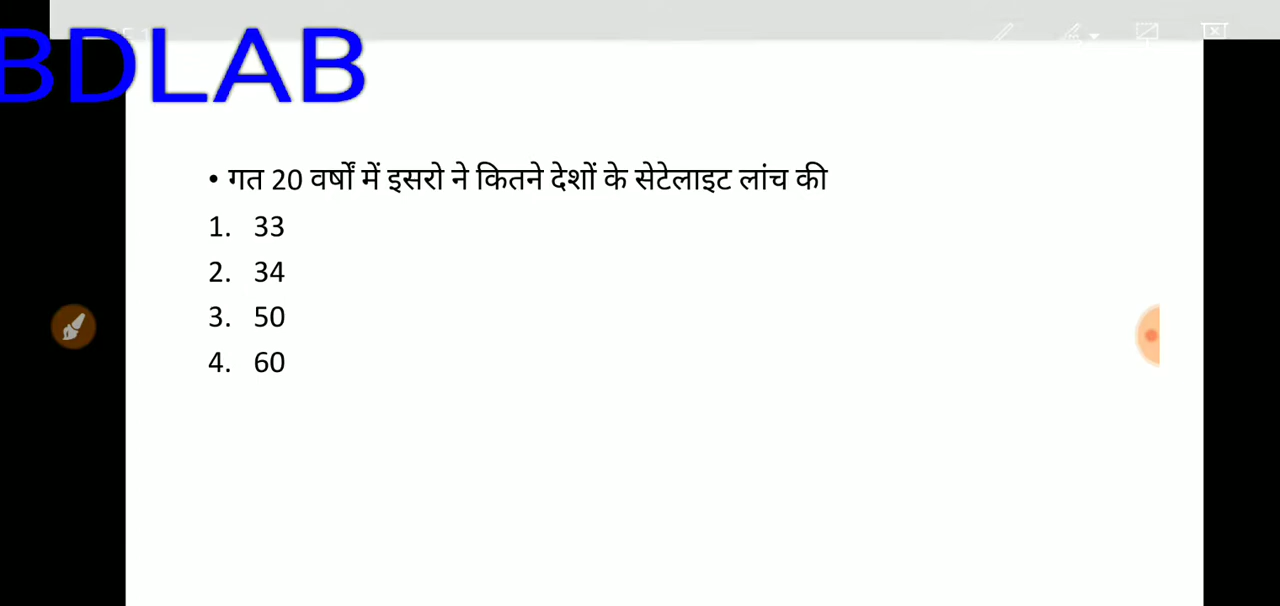 BDLAB
• गत 20 वर्षों में इसरो ने कितने देशों के सेटेलाइट लांच की
1. 33
2. 34
3. 50
4. 60